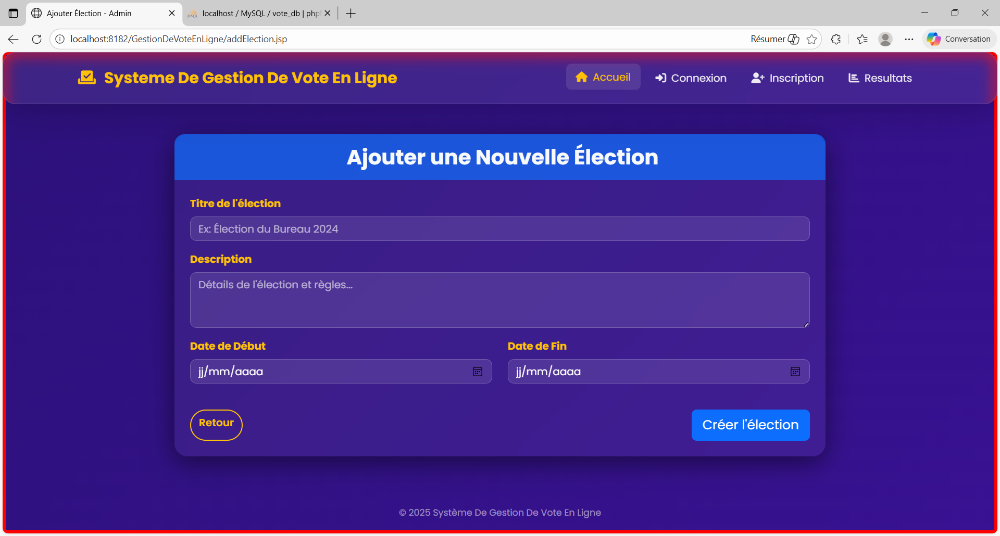 Ajouter Élection - Admin
localhost / MySQL / vote_db | php
localhost:8182/GestionDeVoteEnLigne/addElection.jsp
Résumer
Conversation
Systeme De Gestion De Vote En Ligne
Accueil
Connexion
Inscription
Resultats
Ajouter une Nouvelle Élection
Titre de l'élection
Ex: Élection du Bureau 2024
Description
Détails de l'élection et règles...
Date de Début
Date de Fin
jj/mm/aaaa
jj/mm/aaaa
Retour
Créer l'élection
© 2025 Système De Gestion De Vote En Ligne